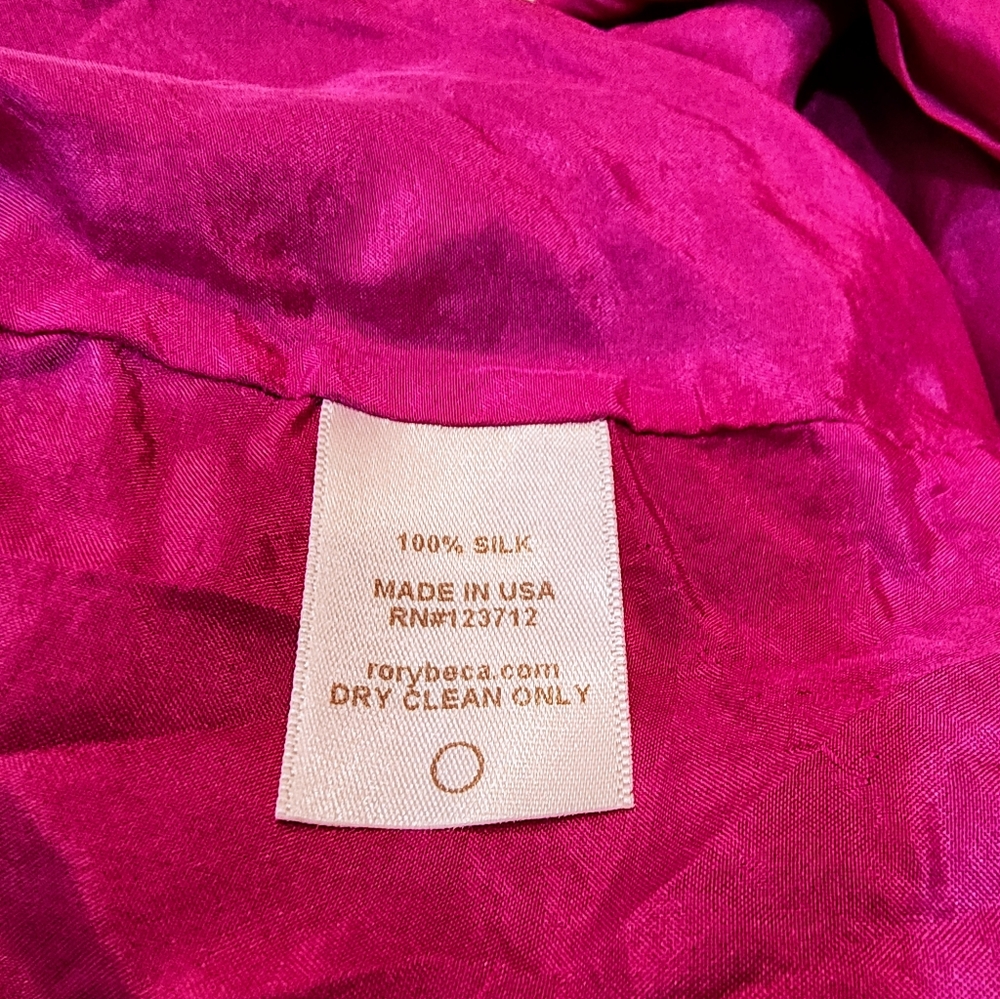 100% SILK
MADE IN USA
RN#123712
rorybeca.com
DRY CLEAN ONLY